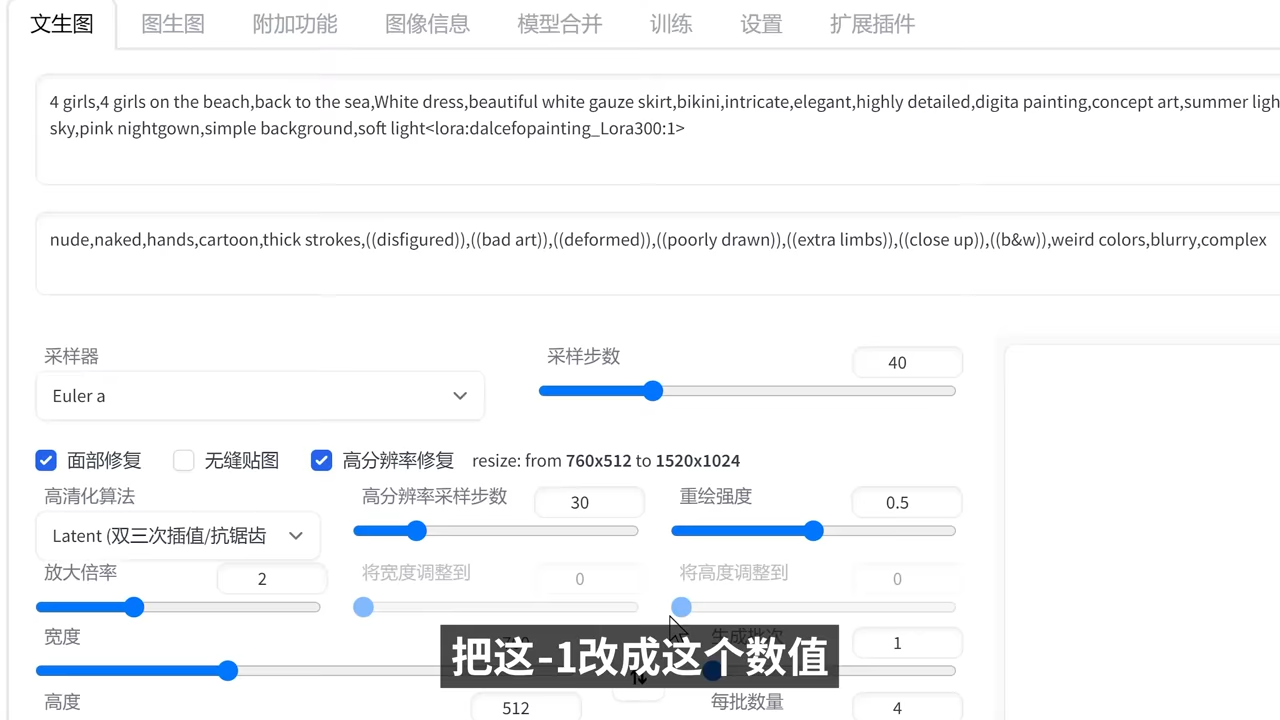 文生图 图生图 附加功能 图像信息 模型合并 训练 设置 扩展插件
4 girls,4 girls on the beach,back to the sea,White dress,beautiful white gauze skirt,bikini,intricate,elegant,highly detailed,digita painting,concept art,summer ligh
sky,pink nightgown,simple background,soft light<lora:dalcefopainting_Lora300:1>
nude,naked,hands,cartoon,thick strokes,((disfigured)),((bad art)),((deformed)),((poorly drawn)),((extra limbs)),((close up)),((b&w)),weird colors,blurry,complex
采样器 采样步数 40
Euler a
面部修复 无缝贴图 高分辨率修复 resize: from 760x512 to 1520x1024
高清化算法 高分辨率采样步数 30 重绘强度 0.5
Latent (双三次插值/抗锯齿
放大倍率 2 将宽度调整到 0 将高度调整到 0
宽度 生成批次 1
把这-1改成这个数值
高度 512 每批数量 4